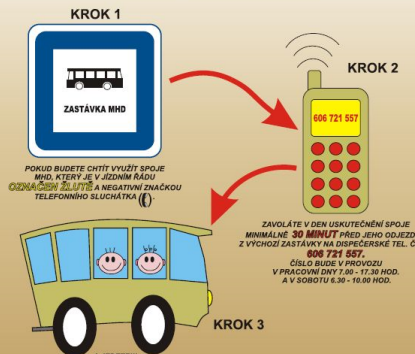 KROK 1
ZASTÁVKA MHD
POKUD BUDETE CHTÍT VYUŽÍT SPOJE
MHD, KTERÝ JE V JÍZDNÍM ŘÁDU
OZNAČEN ŽLUTĚ A NEGATIVNÍ ZNAČKOU
TELEFONNÍHO SLUCHÁTKA
KROK 2
606 721 557
ZAVOLÁTE V DEN USKUTEČNĚNÍ SPOJE
MINIMÁLNĚ 30 MINUT PŘED JEHO ODJEZD
Z VÝCHOZÍ ZASTÁVKY NA DISPEČERSKÉ TEL. Č
606 721 557.
ČÍSLO BUDE V PROVOZU
V PRACOVNÍ DNY 7.00 - 17.30 HOD.
A V SOBOTU 6.30 - 10.00 HOD.
KROK 3